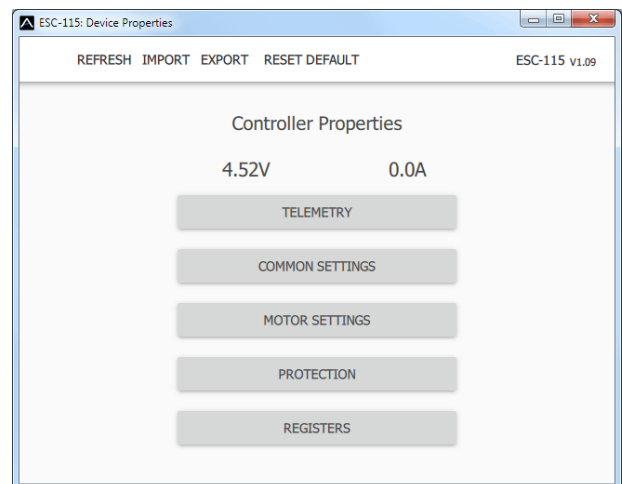 ESC-115: Device Properties
REFRESH IMPORT EXPORT RESET DEFAULT ESC-115 V1.09
Controller Properties
4.52V 0.0A
TELEMETRY
COMMON SETTINGS
MOTOR SETTINGS
PROTECTION
REGISTERS